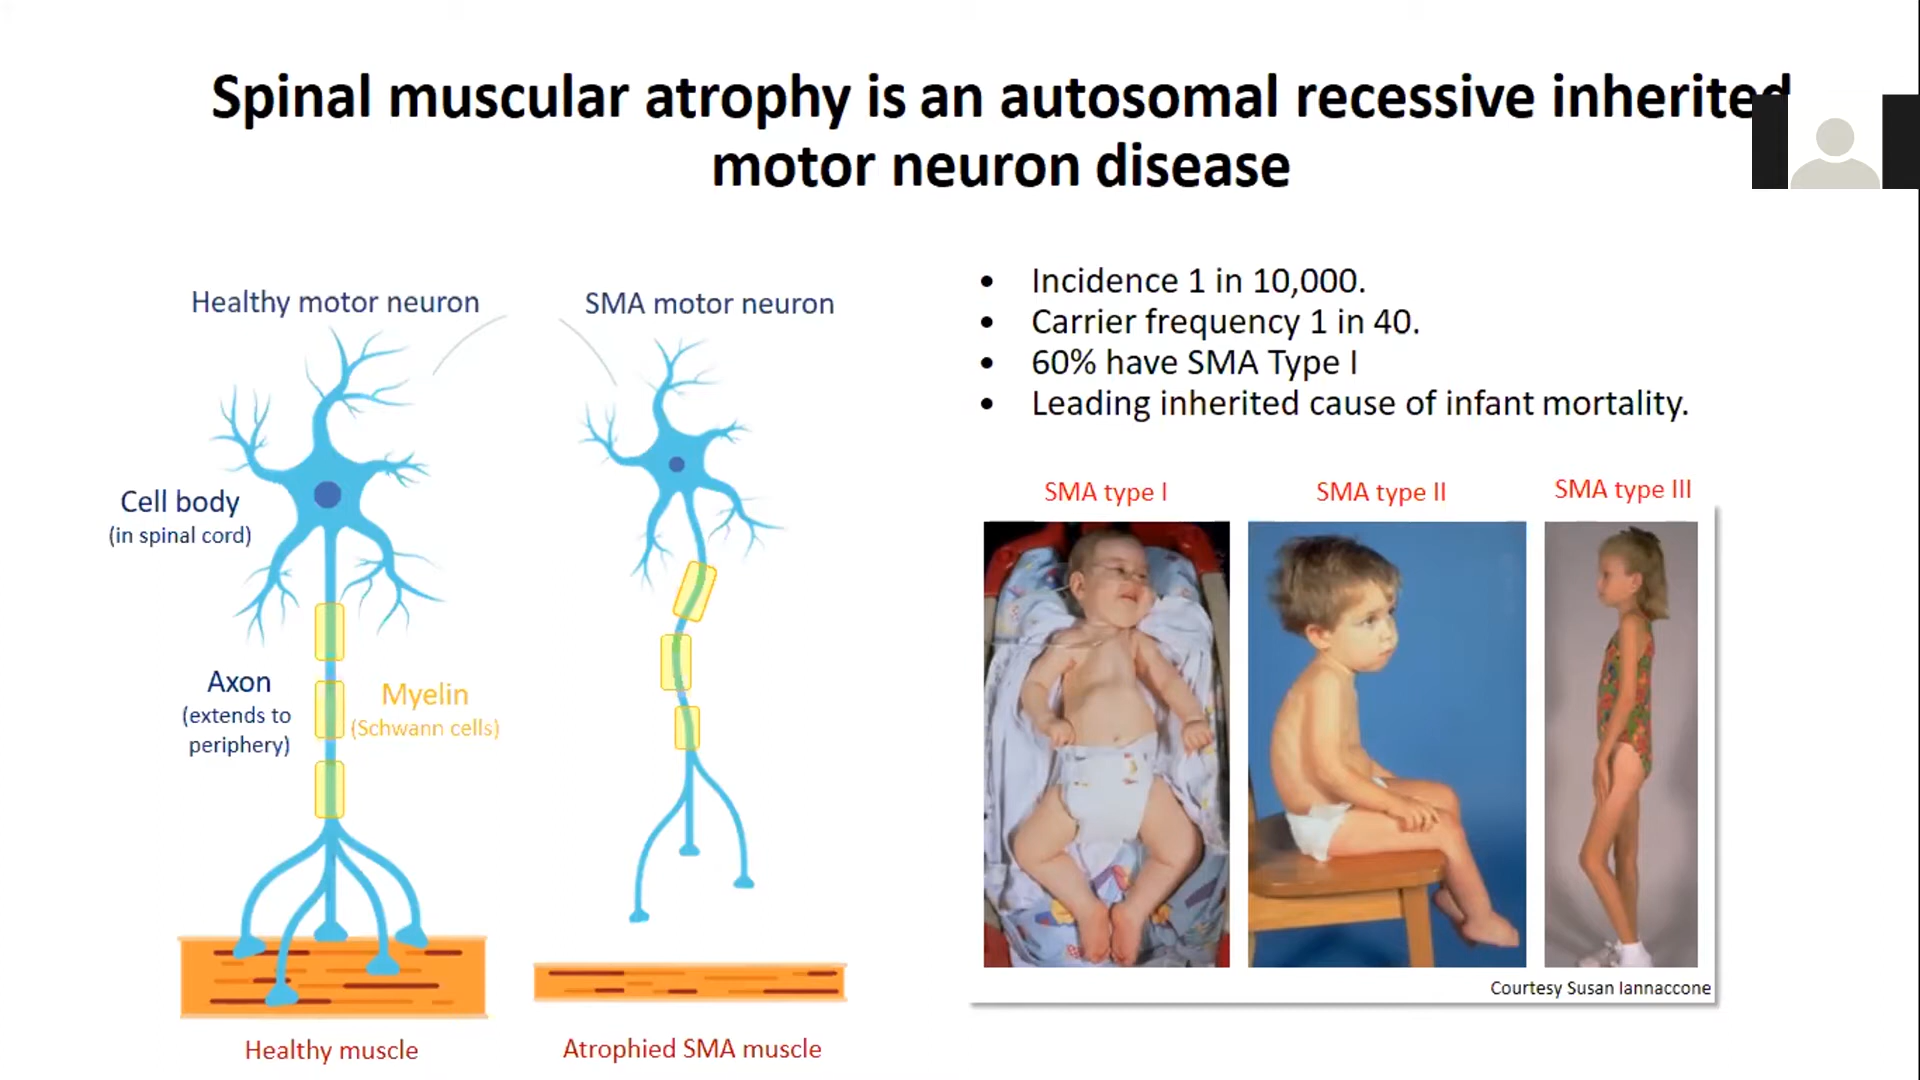 Spinal muscular atrophy is an autosomal recessive inherited
motor neuron disease
Healthy motor neuron
SMA motor neuron
Cell body
(in spinal cord)
Axon
(extends to
periphery)
Myelin
(Schwann cells)
Healthy muscle
Atrophied SMA muscle
• Incidence 1 in 10,000.
• Carrier frequency 1 in 40.
• 60% have SMA Type I
• Leading inherited cause of infant mortality.
SMA type I
SMA type II
SMA type III
Courtesy Susan Iannaccone